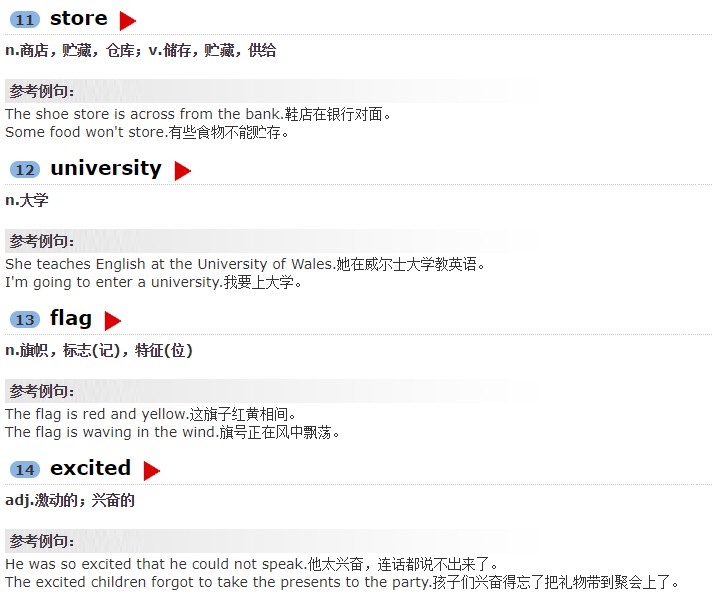 11 store
n.商店，贮藏，仓库；v.储存，贮藏，供给
参考例句：
The shoe store is across from the bank.鞋店在银行对面。
Some food won't store.有些食物不能贮存。
12 university
n.大学
参考例句：
She teaches English at the University of Wales.她在威尔士大学教英语。
I'm going to enter a university.我要上大学。
13 flag
n.旗帜，标志(记)，特征(位)
参考例句：
The flag is red and yellow.这旗子红黄相间。
The flag is waving in the wind.旗号正在风中飘荡。
14 excited
adj.激动的；兴奋的
参考例句：
He was so excited that he could not speak.他太兴奋，连话都说不出来了。
The excited children forgot to take the presents to the party.孩子们兴奋得忘了把礼物带到聚会上了。